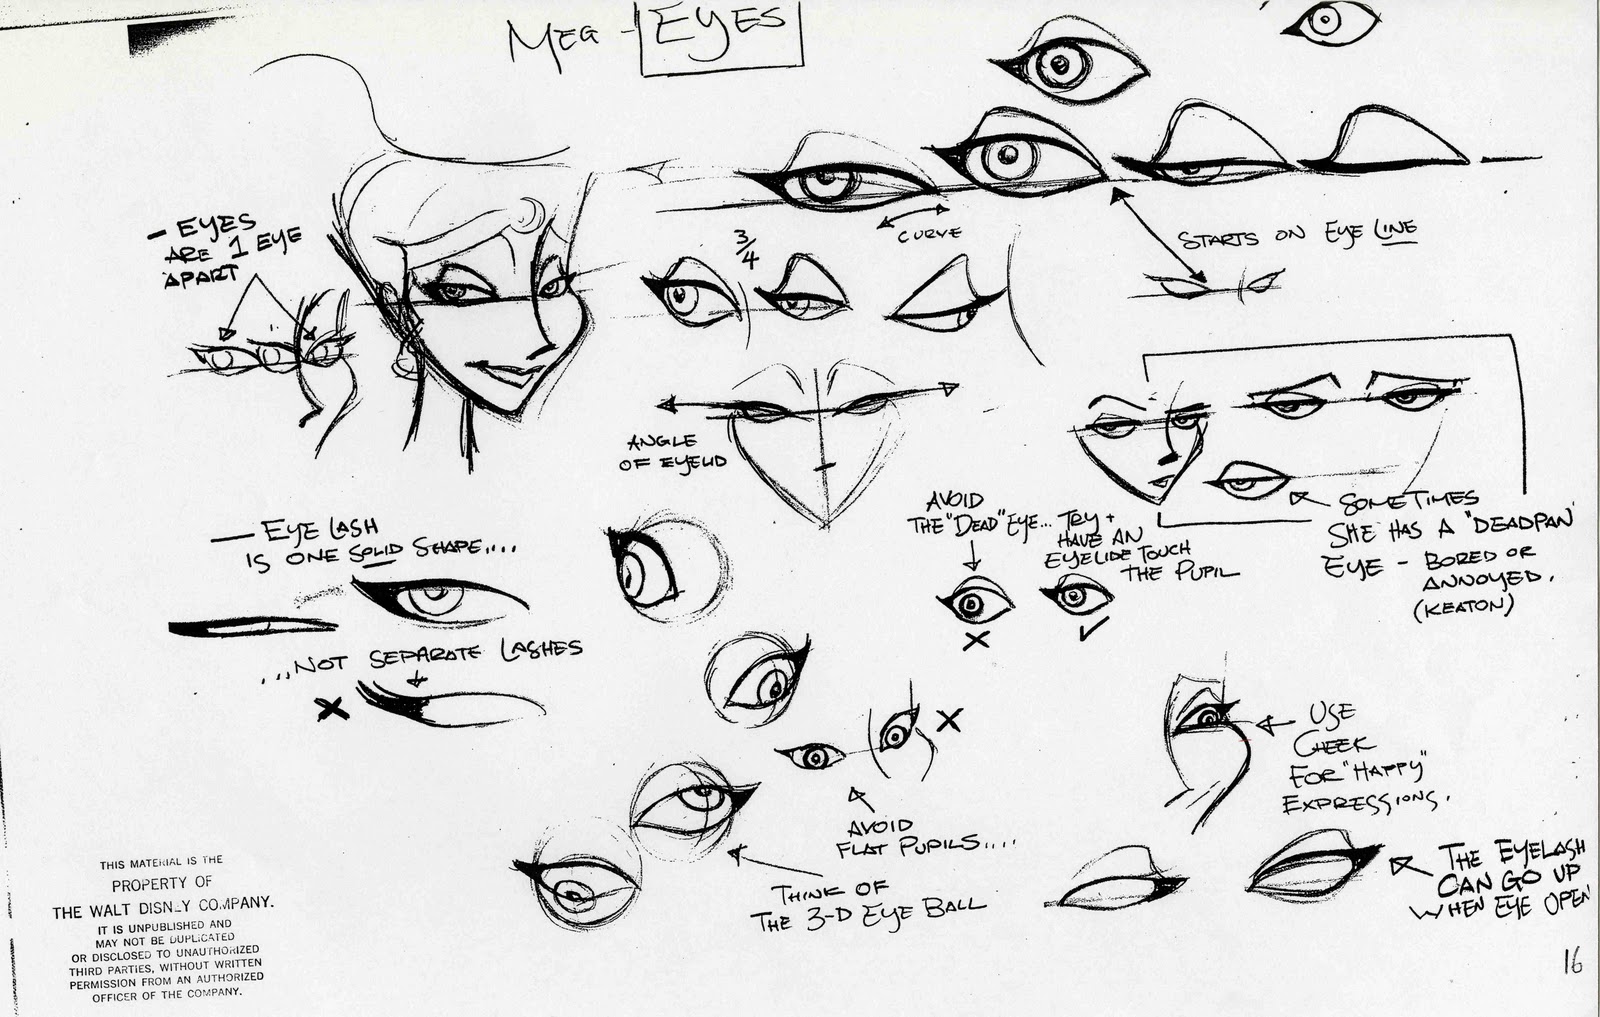 MEG - EYES
- EYES
ARE 1 EYE
APART
CURVE
STARTS ON EYE LINE
3/4
ANGLE
OF EYELID
AVOID
THE "DEAD" EYE...
TRY +
HAVE AN
EYELIDE TOUCH
THE PUPIL
SOMETIMES
SHE HAS A "DEADPAN"
EYE - BORED OR
ANNOYED.
(KEATON)
- EYE LASH
IS ONE SOLID SHAPE....
...NOT SEPARATE LASHES
AVOID
FLAT PUPILS....
THINK OF
THE 3-D EYE BALL
USE
CHEEK
FOR "HAPPY"
EXPRESSIONS.
THE EYELASH
CAN GO UP
WHEN EYE OPEN
THIS MATERIAL IS THE
PROPERTY OF
THE WALT DISN_Y COMPANY.
IT IS UNPUBLISHED AND
MAY NOT BE DUPLICATED
OR DISCLOSED TO UNAUTHORIZED
THIRD PARTIES, WITHOUT WRITTEN
PERMISSION FROM AN AUTHORIZED
OFFICER OF THE COMPANY.
16